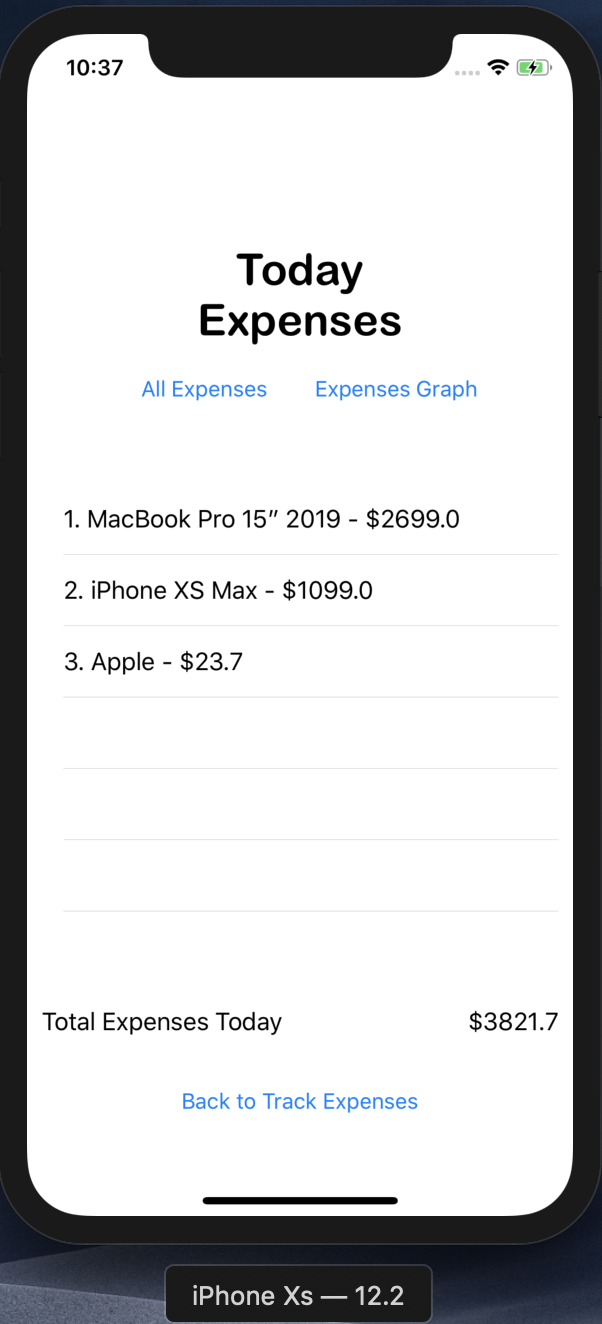 10:37
Today
Expenses
All Expenses Expenses Graph
1. MacBook Pro 15” 2019 - $2699.0
2. iPhone XS Max - $1099.0
3. Apple - $23.7
Total Expenses Today $3821.7
Back to Track Expenses
iPhone Xs — 12.2